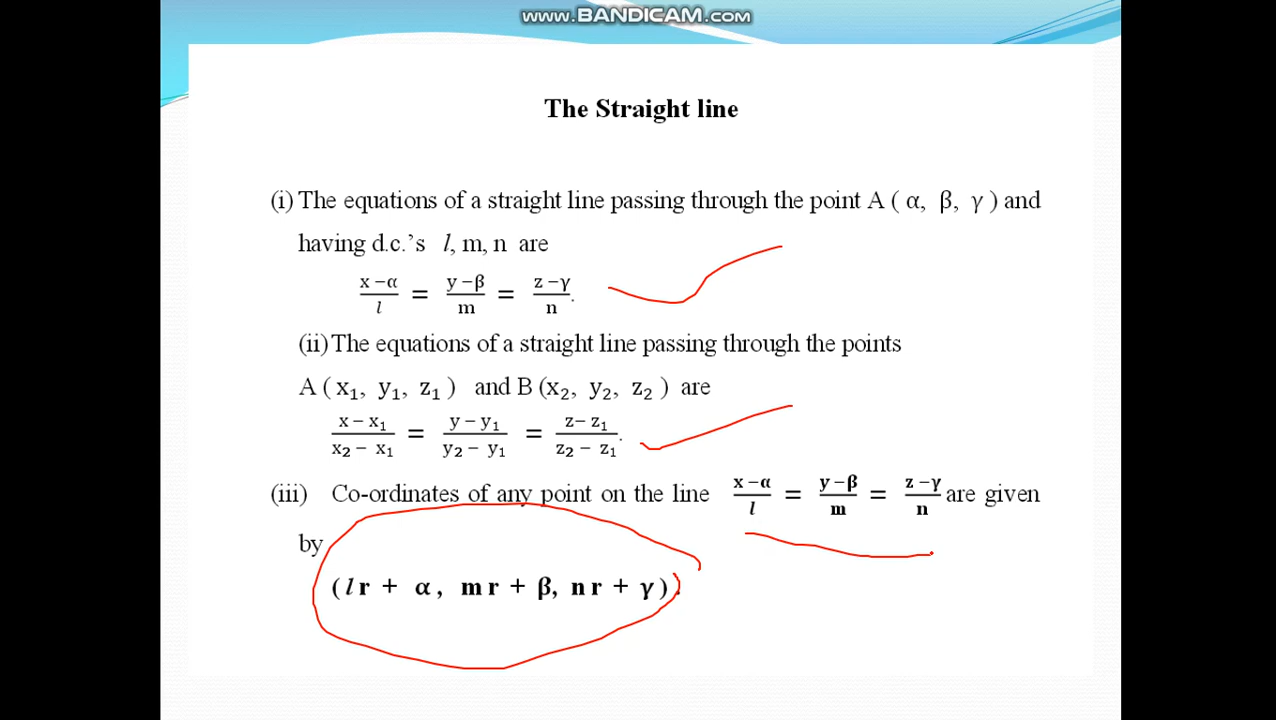 www.BANDICAM.com
The Straight line
(i) The equations of a straight line passing through the point A ( α, β, γ ) and
having d.c.’s l, m, n are
x−α/l = y−β/m = z−γ/n.
(ii) The equations of a straight line passing through the points
A ( x₁, y₁, z₁ ) and B (x₂, y₂, z₂ ) are
x − x₁/x₂ − x₁ = y − y₁/y₂ − y₁ = z− z₁/z₂ − z₁.
(iii) Co-ordinates of any point on the line x−α/l = y−β/m = z−γ/n are given
by
( l r + α , m r + β, n r + γ ).